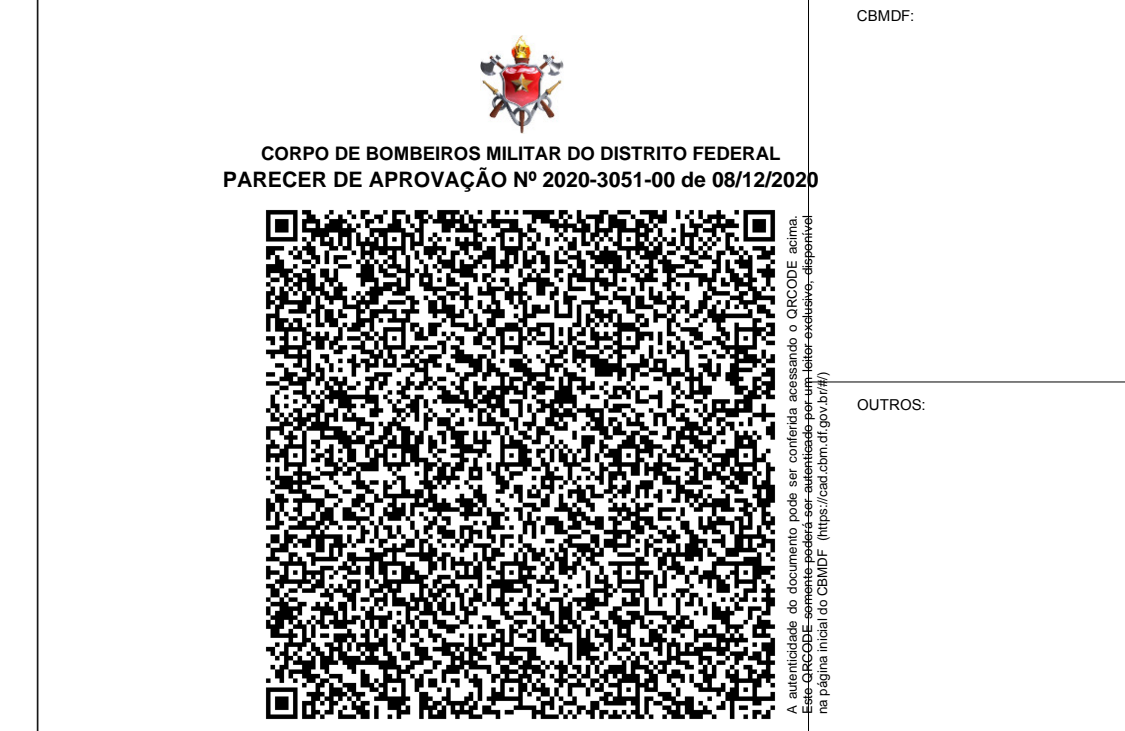 CBMDF:
CORPO DE BOMBEIROS MILITAR DO DISTRITO FEDERAL
PARECER DE APROVAÇÃO Nº 2020-3051-00 de 08/12/2020
A autenticidade do documento pode ser conferida acessando o QRCODE acima.
Este QRCODE somente poderá ser autenticado por um leitor exclusivo, disponível
na página inicial do CBMDF (https://cad.cbm.df.gov.br/#/)
OUTROS: